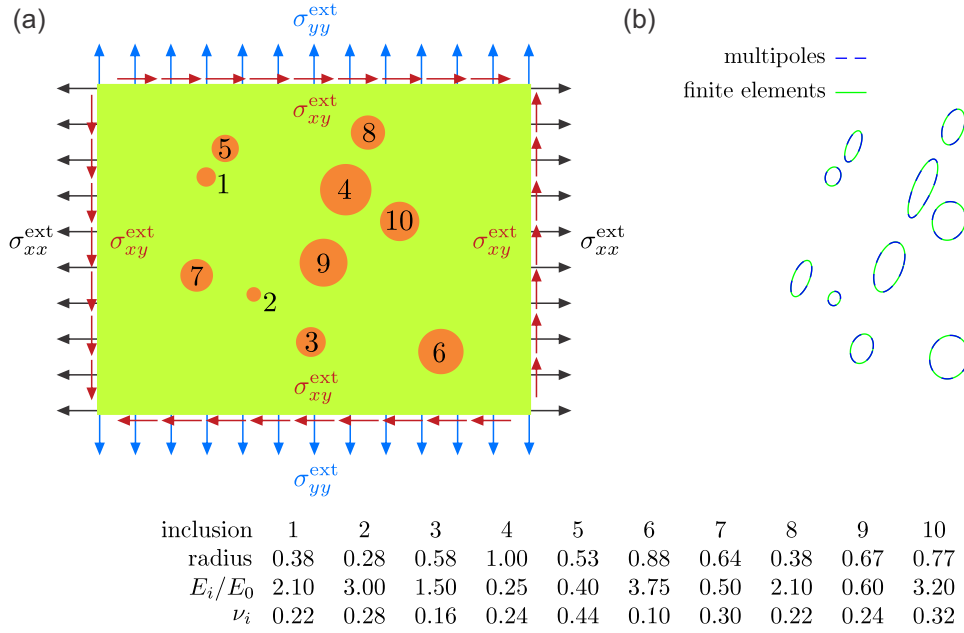 (a)
(b)
σ_yy^ext
multipoles
finite elements
σ_xy^ext
8
5
1
4
10
σ_xx^ext
σ_xy^ext
σ_xy^ext
σ_xx^ext
7
9
2
3
6
σ_xy^ext
σ_yy^ext
inclusion 1 2 3 4 5 6 7 8 9 10
radius 0.38 0.28 0.58 1.00 0.53 0.88 0.64 0.38 0.67 0.77
E_i/E_0 2.10 3.00 1.50 0.25 0.40 3.75 0.50 2.10 0.60 3.20
ν_i 0.22 0.28 0.16 0.24 0.44 0.10 0.30 0.22 0.24 0.32